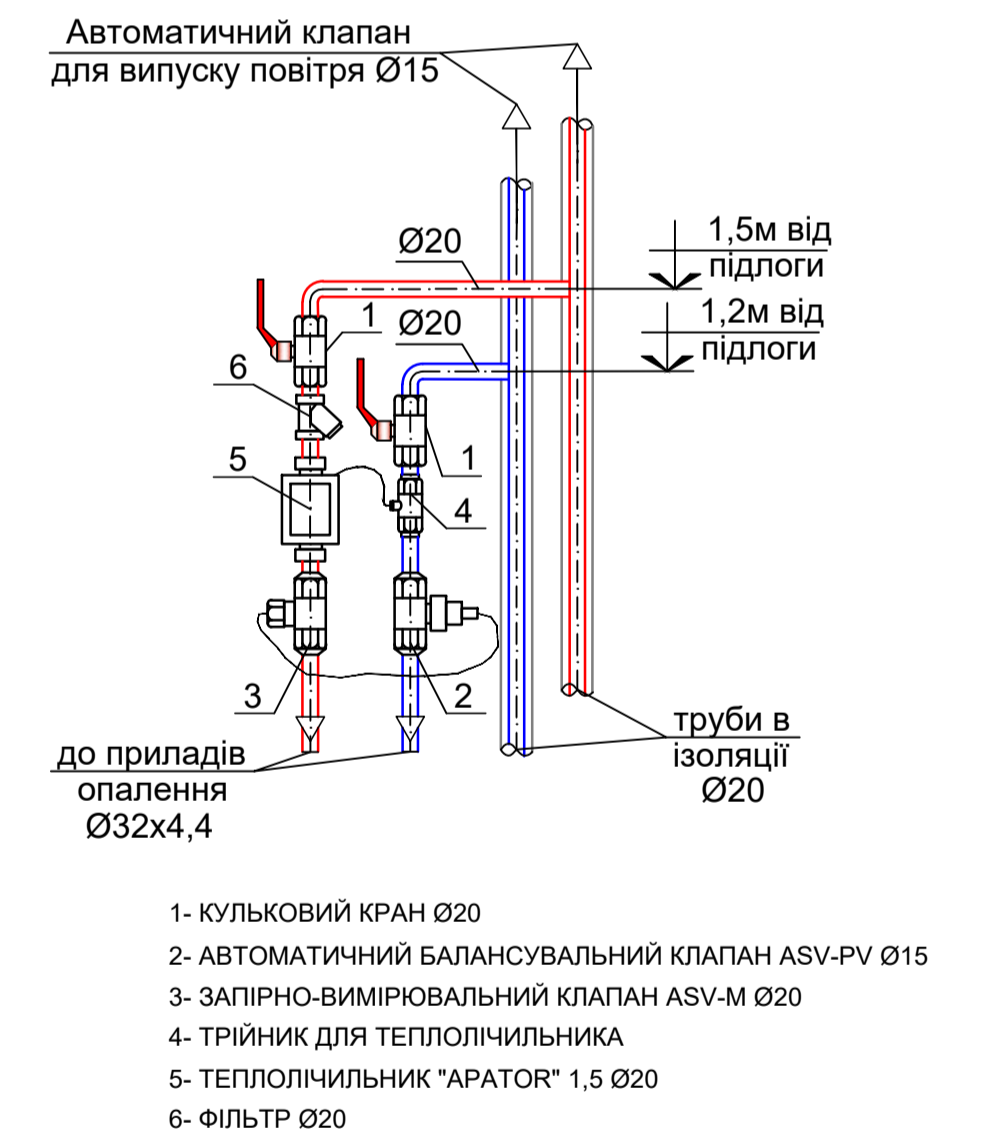 Автоматичний клапан
для випуску повітря Ø15
1,5м від
підлоги
Ø20
1,2м від
підлоги
1
Ø20
6
5
1
4
3
2
труби в
ізоляції
Ø20
до приладів
опалення
Ø32х4,4
1- КУЛЬКОВИЙ КРАН Ø20
2- АВТОМАТИЧНИЙ БАЛАНСУВАЛЬНИЙ КЛАПАН ASV-PV Ø15
3- ЗАПІРНО-ВИМІРЮВАЛЬНИЙ КЛАПАН ASV-M Ø20
4- ТРІЙНИК ДЛЯ ТЕПЛОЛІЧИЛЬНИКА
5- ТЕПЛОЛІЧИЛЬНИК "APATOR" 1,5 Ø20
6- ФІЛЬТР Ø20